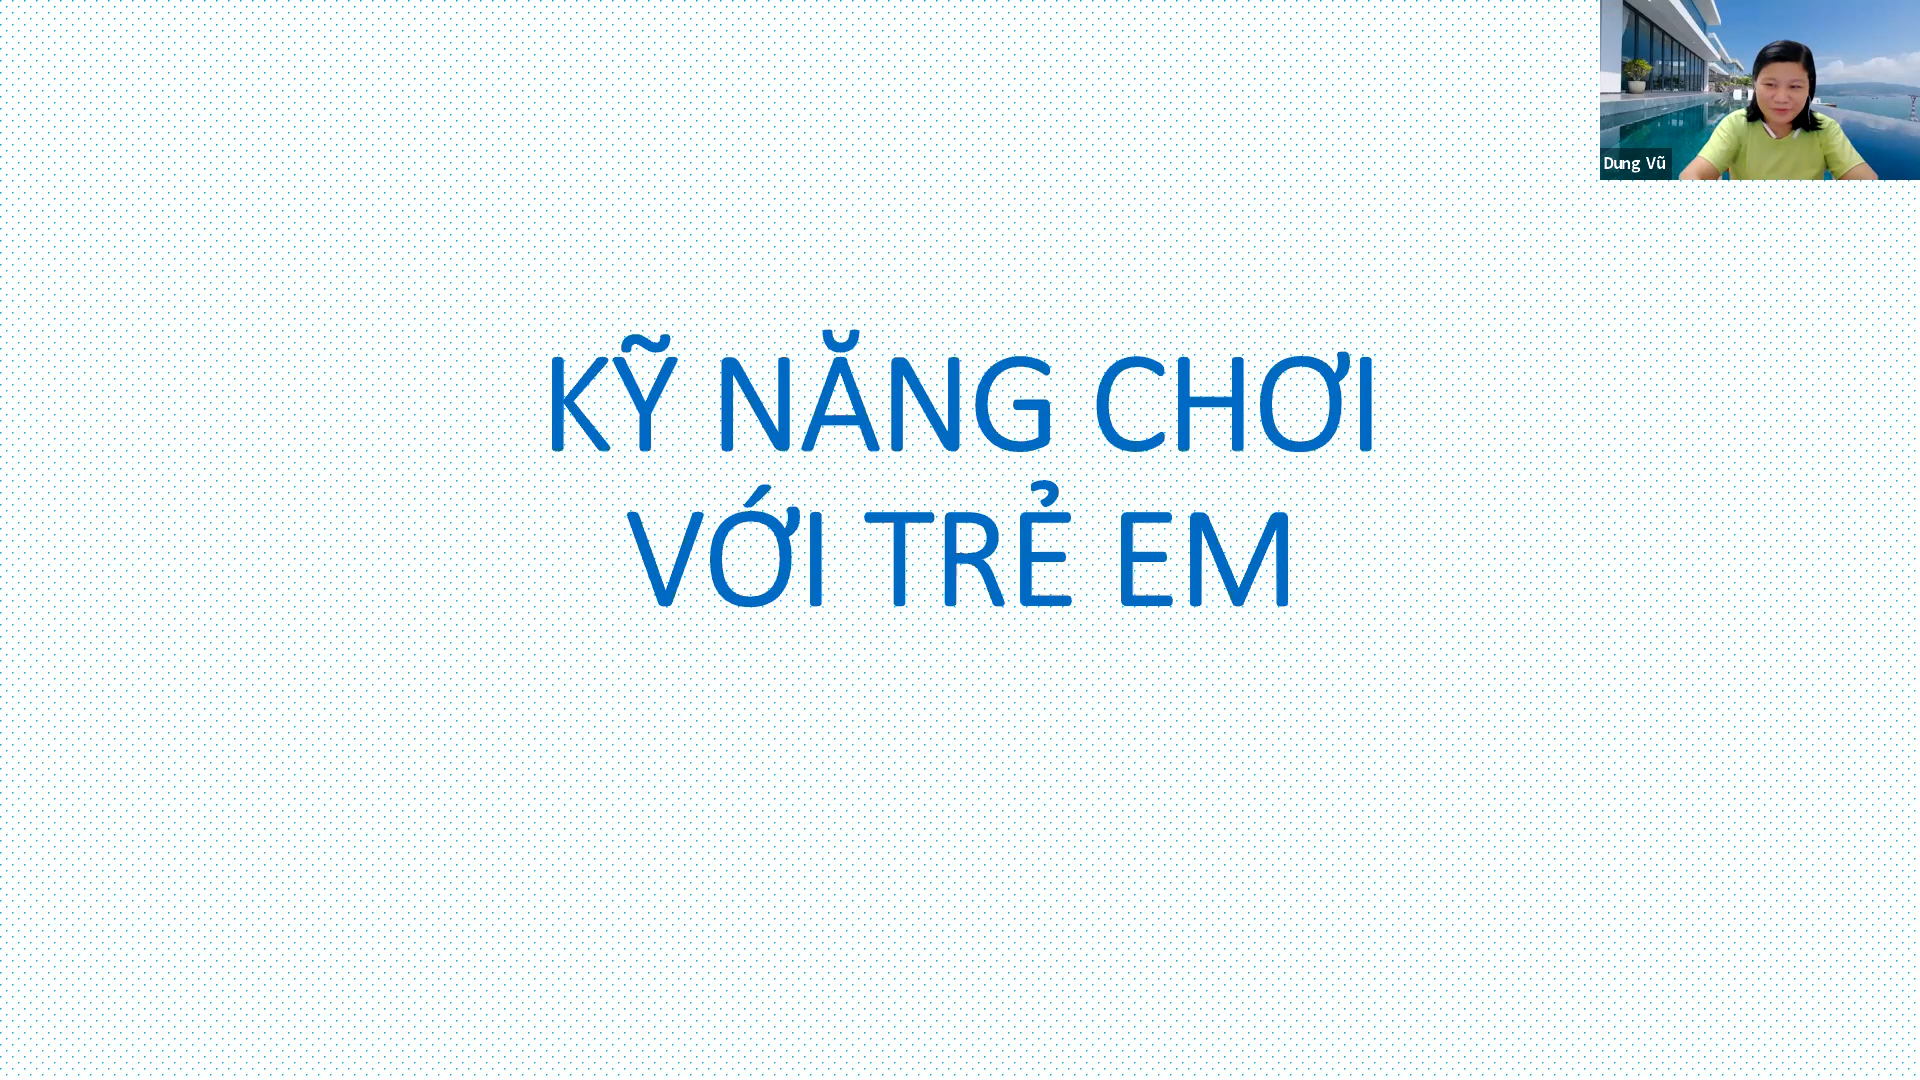 KỸ NĂNG CHƠI
VỚI TRẺ EM
Dung Vũ